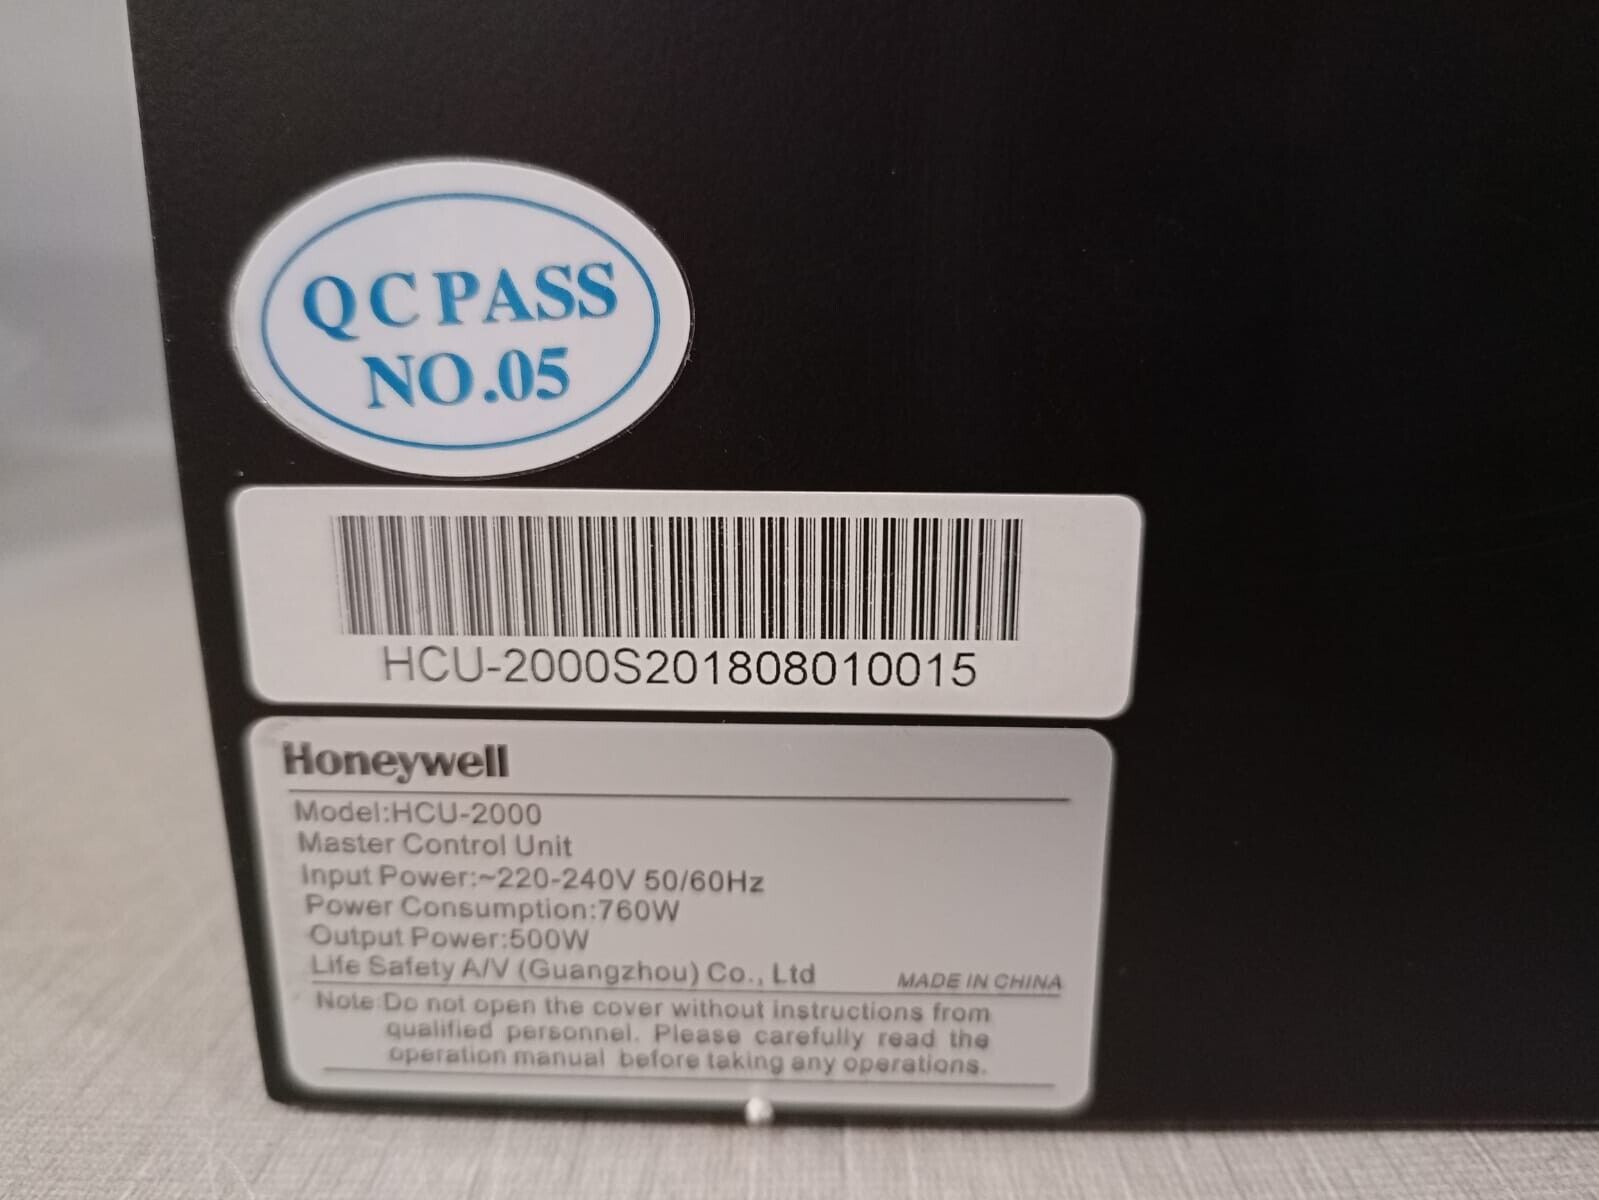 QC PASS
NO.05
HCU-2000S201808010015
Honeywell
Model:HCU-2000
Master Control Unit
Input Power:~220-240V 50/60Hz
Power Consumption:760W
Output Power:500W
Life Safety A/V (Guangzhou) Co., Ltd MADE IN CHINA
Note:Do not open the cover without instructions from
qualified personnel. Please carefully read the
operation manual before taking any operations.